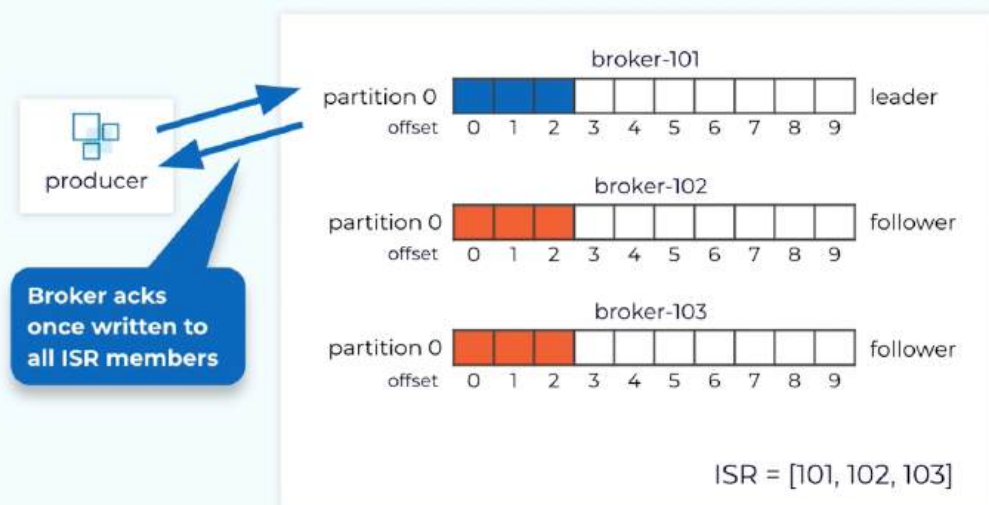 broker-101
partition 0 leader
offset 0 1 2 3 4 5 6 7 8 9
producer
broker-102
partition 0 follower
offset 0 1 2 3 4 5 6 7 8 9
Broker acks
once written to
all ISR members
broker-103
partition 0 follower
offset 0 1 2 3 4 5 6 7 8 9
ISR = [101, 102, 103]